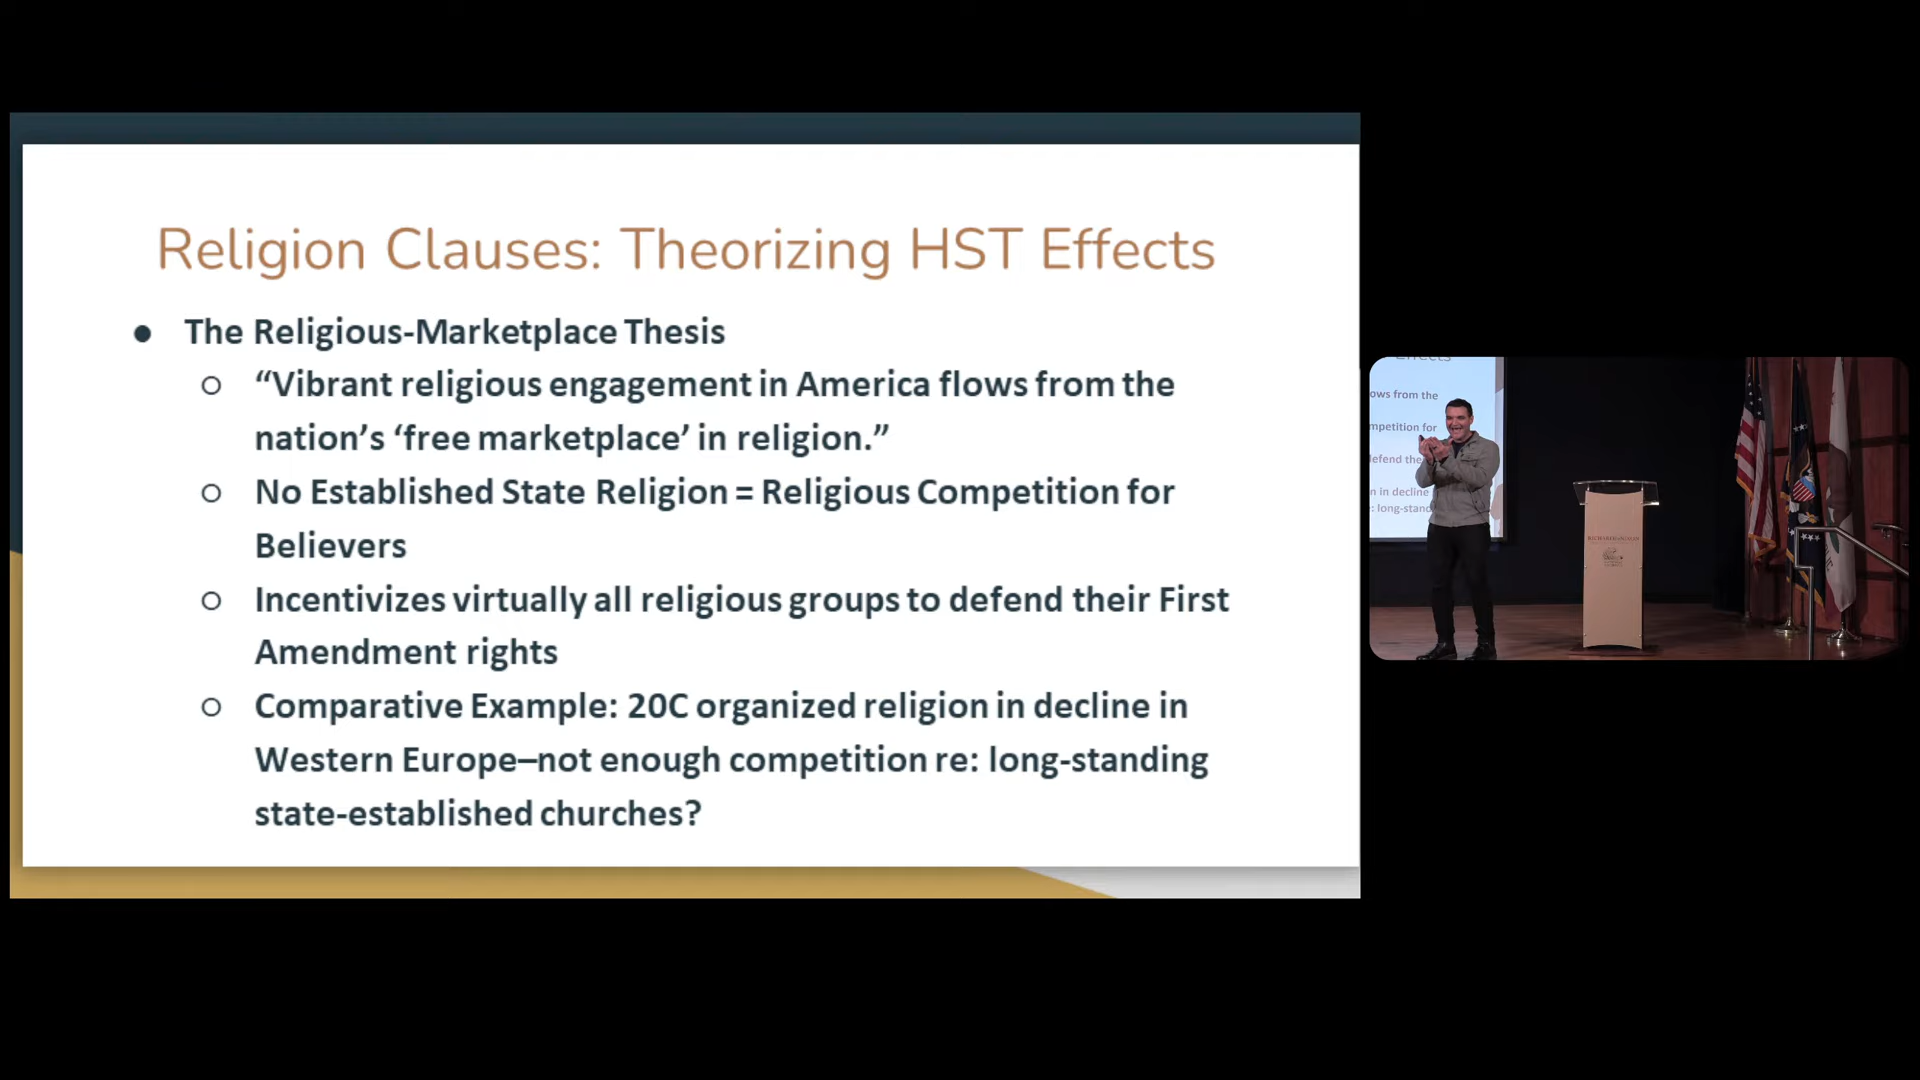 Religion Clauses: Theorizing HST Effects
● The Religious-Marketplace Thesis
○ “Vibrant religious engagement in America flows from the
nation’s ‘free marketplace’ in religion.”
○ No Established State Religion = Religious Competition for
Believers
○ Incentivizes virtually all religious groups to defend their First
Amendment rights
○ Comparative Example: 20C organized religion in decline in
Western Europe–not enough competition re: long-standing
state-established churches?
Effects
ows from the
mpetition for
efend the
n in decline
: long-stand